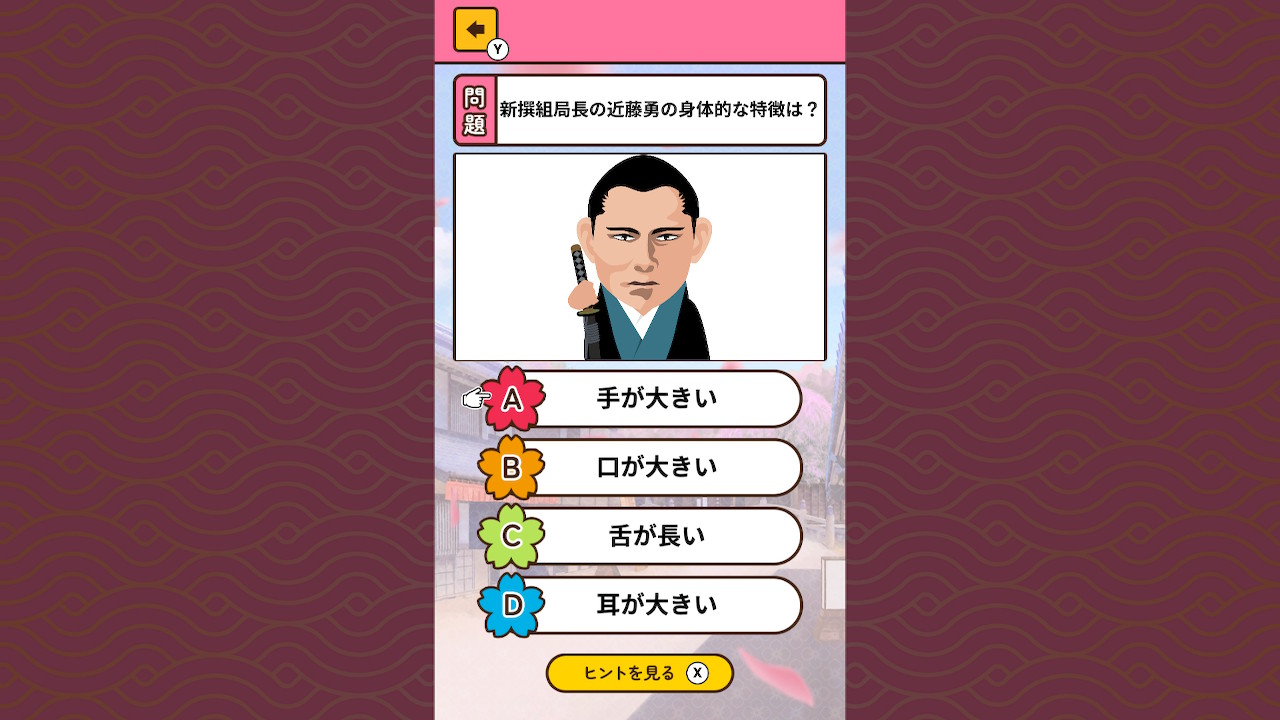 Y
問題
新撰組局長の近藤勇の身体的な特徴は？
A 手が大きい
B 口が大きい
C 舌が長い
D 耳が大きい
ヒントを見る X